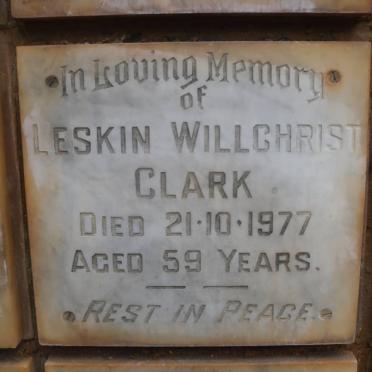 In Loving Memory
of
LESKIN WILLCHRIST
CLARK.
DIED 21·10·1977
AGED 59 YEARS.
REST IN PEACE.